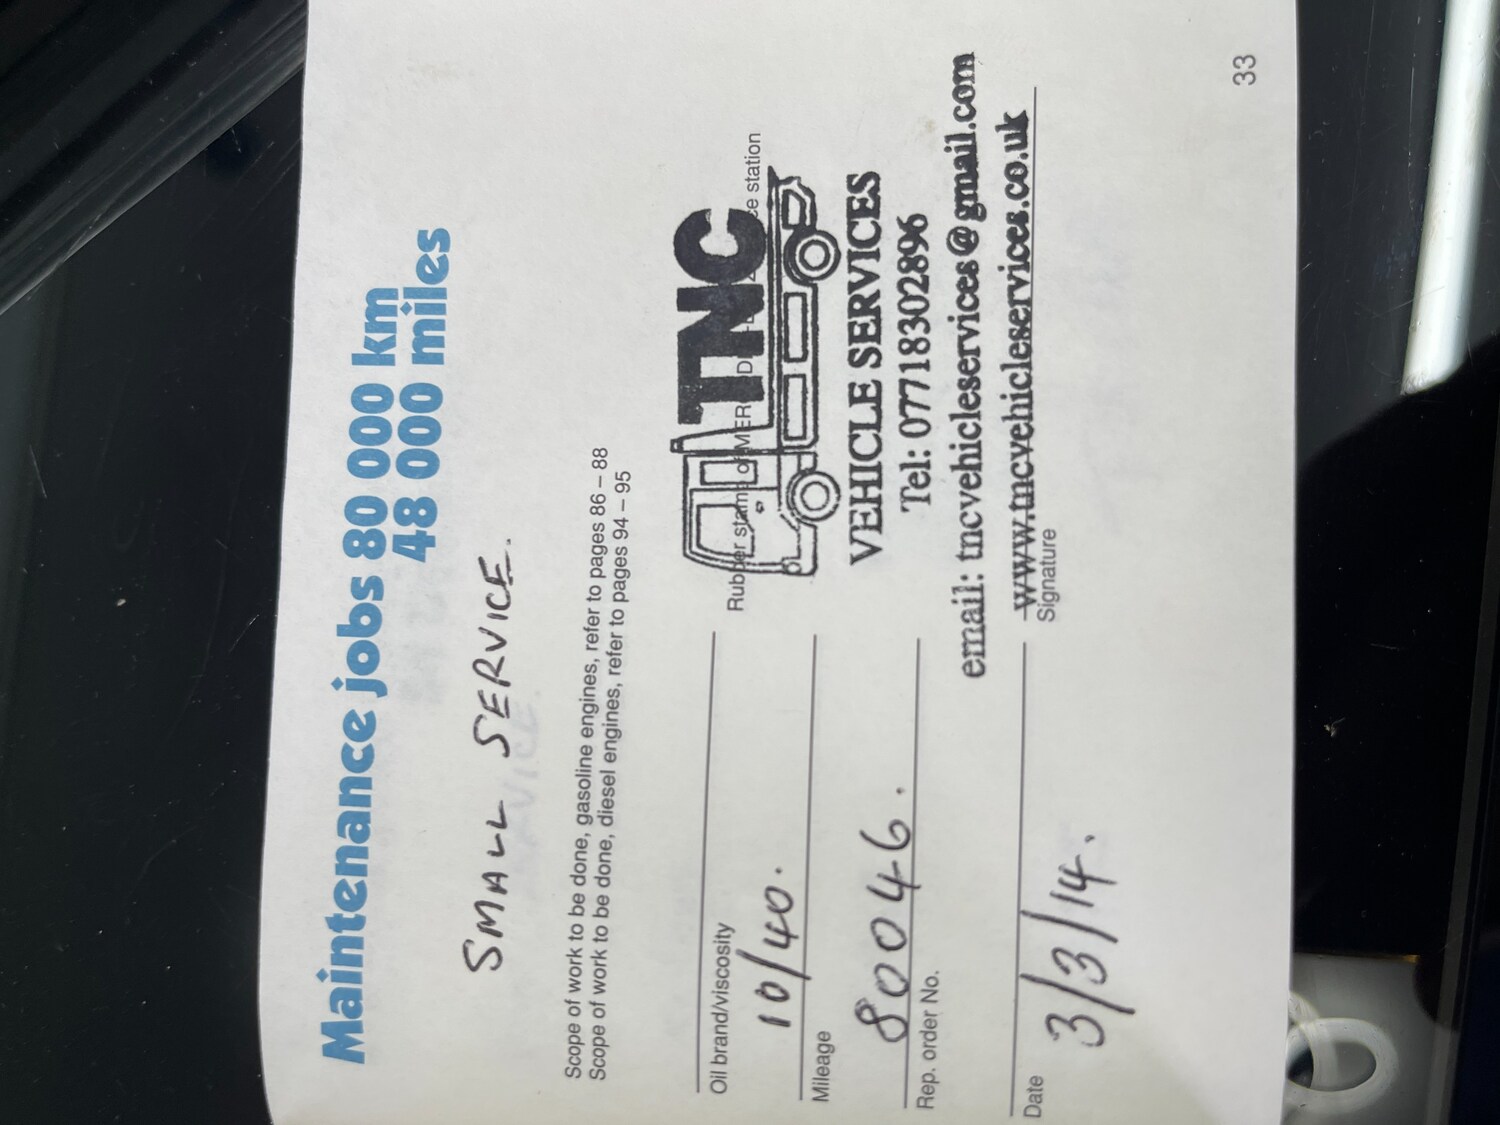 Maintenance jobs 80 000 km
48 000 miles
SMALL SERVICE.
Scope of work to be done, gasoline engines, refer to pages 86 – 88
Scope of work to be done, diesel engines, refer to pages 94 – 95
Oil brand/viscosity
10/40.
Mileage
80046.
Rep. order No.
Date
3/3/14.
Rubber stamp of MER
ce station
TNC
VEHICLE SERVICES
Tel: 07718302896
email: tncvehicleservices@gmail.com
www.tncvehicleservices.co.uk
Signature
33